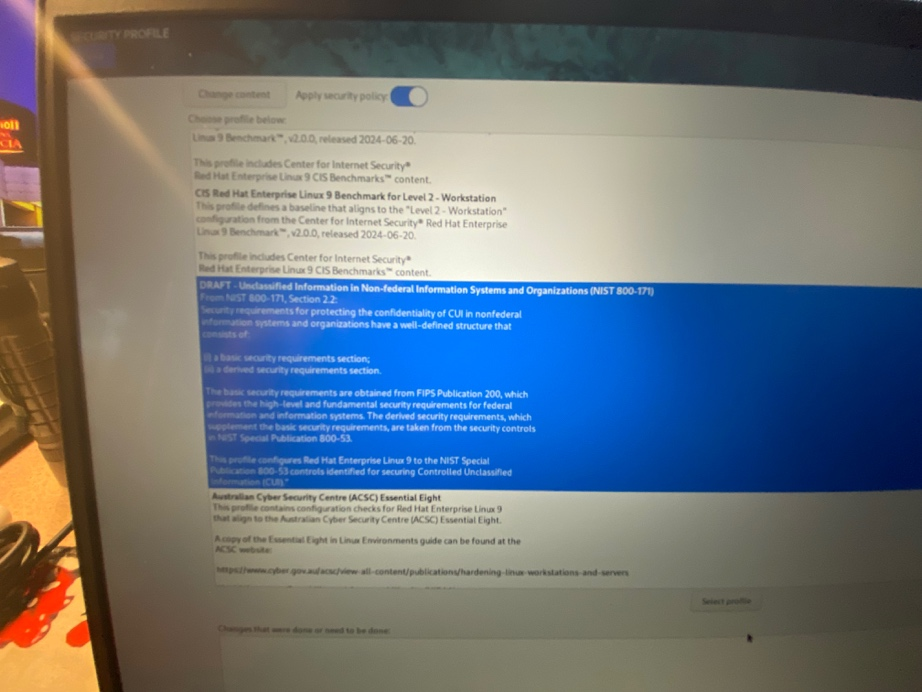 SECURITY PROFILE
Change content
Apply security policy:
Choose profile below:
Linux 9 Benchmark™, v2.0.0, released 2024-06-20.
This profile includes Center for Internet Security®
Red Hat Enterprise Linux 9 CIS Benchmarks™ content.
CIS Red Hat Enterprise Linux 9 Benchmark for Level 2 - Workstation
This profile defines a baseline that aligns to the "Level 2 - Workstation"
configuration from the Center for Internet Security® Red Hat Enterprise
Linux 9 Benchmark™, v2.0.0, released 2024-06-20.
This profile includes Center for Internet Security®
Red Hat Enterprise Linux 9 CIS Benchmarks™ content.
DRAFT - Unclassified Information in Non-federal Information Systems and Organizations (NIST 800-171)
From NIST 800-171, Section 2.2:
Security requirements for protecting the confidentiality of CUI in nonfederal
information systems and organizations have a well-defined structure that
consists of:
(i) a basic security requirements section;
(ii) a derived security requirements section.
The basic security requirements are obtained from FIPS Publication 200, which
provides the high-level and fundamental security requirements for federal
information and information systems. The derived security requirements, which
supplement the basic security requirements, are taken from the security controls
in NIST Special Publication 800-53.
This profile configures Red Hat Enterprise Linux 9 to the NIST Special
Publication 800-53 controls identified for securing Controlled Unclassified
Information (CUI)."
Australian Cyber Security Centre (ACSC) Essential Eight
This profile contains configuration checks for Red Hat Enterprise Linux 9
that align to the Australian Cyber Security Centre (ACSC) Essential Eight.
A copy of the Essential Eight in Linux Environments guide can be found at the
ACSC website:
https://www.cyber.gov.au/acsc/view-all-content/publications/hardening-linux-workstations-and-servers
Select profile
Changes that were done or need to be done: